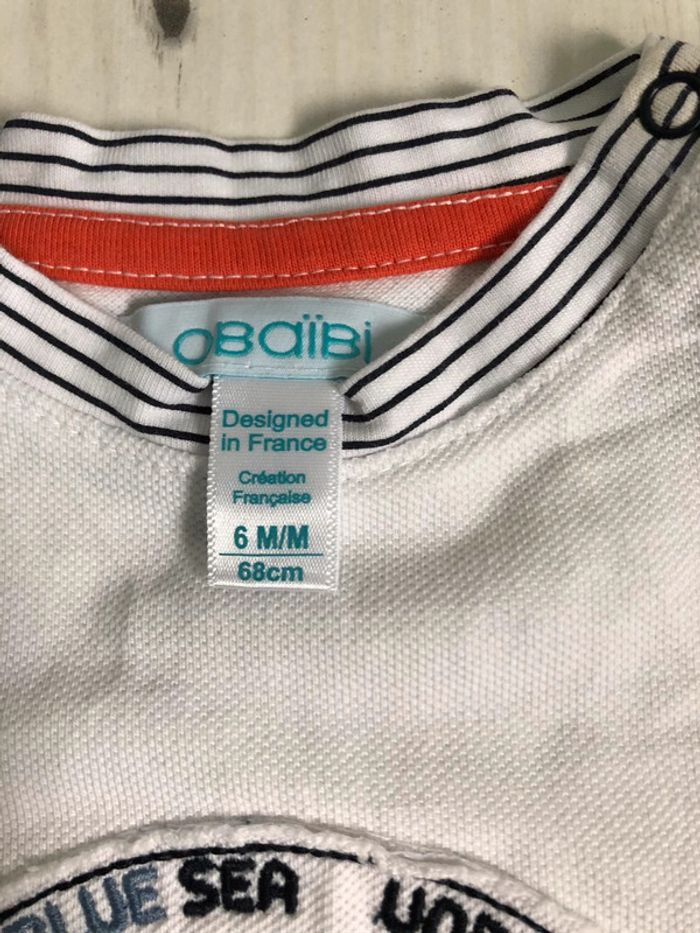 OBaïBi
Designed
in France
Création
Française
6 M/M
68cm
BLUE SEA